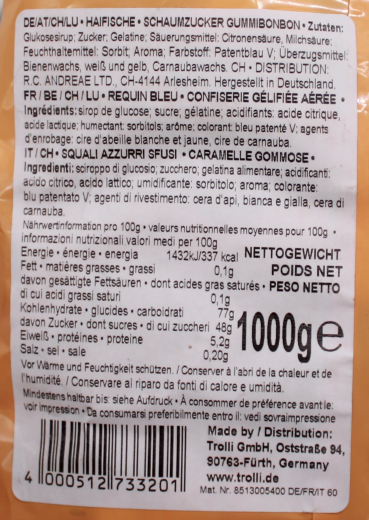 DE/AT/CH/LU • HAIFISCHE • SCHAUMZUCKER GUMMIBONBON • Zutaten:
Glukosesirup; Zucker; Gelatine; Säuerungsmittel: Citronensäure, Milchsäure;
Feuchthaltemittel: Sorbit; Aroma; Farbstoff: Patentblau V; Überzugsmittel:
Bienenwachs, weiß und gelb, Carnaubawachs. CH • DISTRIBUTION:
R.C. ANDREAE LTD., CH-4144 Arlesheim. Hergestellt in Deutschland.
FR / BE / CH / LU • REQUIN BLEU • CONFISERIE GÉLIFIÉE AÉRÉE •
Ingrédients: sirop de glucose; sucre; gélatine; acidifiants: acide citrique,
acide lactique; humectant: sorbitols; arôme; colorant: bleu patenté V; agents
d'enrobage: cire d'abeille blanche et jaune, cire de carnauba.
IT / CH • SQUALI AZZURRI SFUSI • CARAMELLE GOMMOSE •
Ingredienti: sciroppo di glucosio; zucchero; gelatina alimentare; acidificanti:
acido citrico, acido lattico; umidificante: sorbitolo; aroma; colorante:
blu patentato V; agenti di rivestimento: cera d'api, bianca e gialla, cera di
carnauba.
Nährwertinformation pro 100g • valeurs nutritionnelles moyennes pour 100g •
informazioni nutrizionali valori medi per 100g
Energie • énergie • energia 1432kJ/337 kcal
Fett • matières grasses • grassi 0,1g
davon gesättigte Fettsäuren • dont acides gras saturés •
di cui acidi grassi saturi 0,1g
Kohlenhydrate • glucides • carboidrati 77g
davon Zucker • dont sucres • di cui zuccheri 48g
Eiweiß • protéines • proteine 5,2g
Salz • sel • sale 0,20g
NETTOGEWICHT
POIDS NET
PESO NETTO
1000g e
Vor Wärme und Feuchtigkeit schützen. / Conserver à l'abri de la chaleur et de
l'humidité. / Conservare al riparo da fonti di calore e umidità.
Mindestens haltbar bis: siehe Aufdruck • À consommer de préférence avant le:
voir impression • Da consumarsi preferibilmente entro il: vedi sovraimpressione
4 000512 733201
Made by / Distribution:
Trolli GmbH, Oststraße 94,
90763-Fürth, Germany
www.trolli.de
Mat. Nr. 8513005400 DE/FR/IT 60